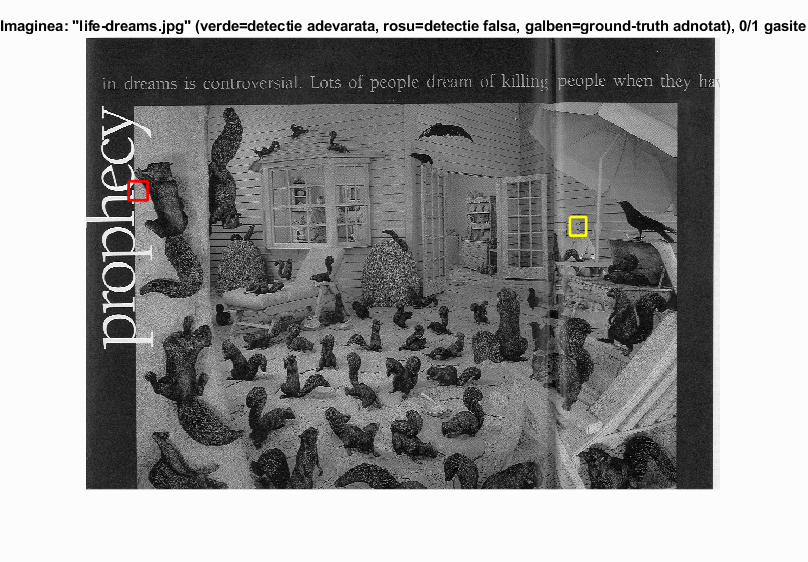 Imaginea: "life-dreams.jpg" (verde=detectie adevarata, rosu=detectie falsa, galben=ground-truth adnotat), 0/1 gasite
in dreams is controversial. Lots of people dream of killing people when they hav
prophecy